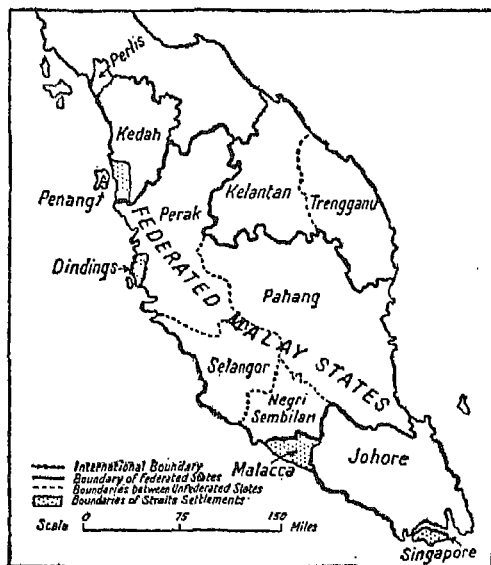 Perlis
Kedah
Penang
Perak
Kelantan
Trengganu
Dindings
FEDERATED MALAY STATES
Pahang
Selangor
Negri
Sembilan
Malacca
Johore
Singapore
International Boundary
Boundary of Federated States
Boundaries between Unfederated States
Boundaries of Straits Settlements
Scale 0 75 150 Miles